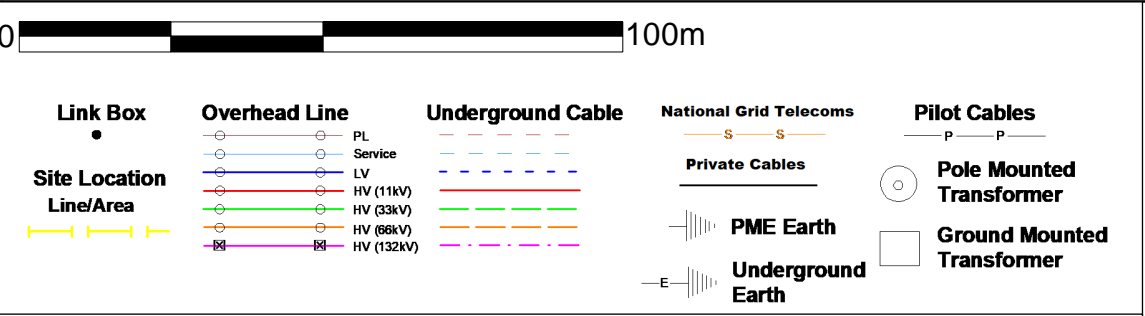 0 100m
Link Box
Site Location
Line/Area
Overhead Line
PL
Service
LV
HV (11kV)
HV (33kV)
HV (66kV)
HV (132kV)
Underground Cable
National Grid Telecoms
S S
Private Cables
PME Earth
E
Underground
Earth
Pilot Cables
P P
Pole Mounted
Transformer
Ground Mounted
Transformer